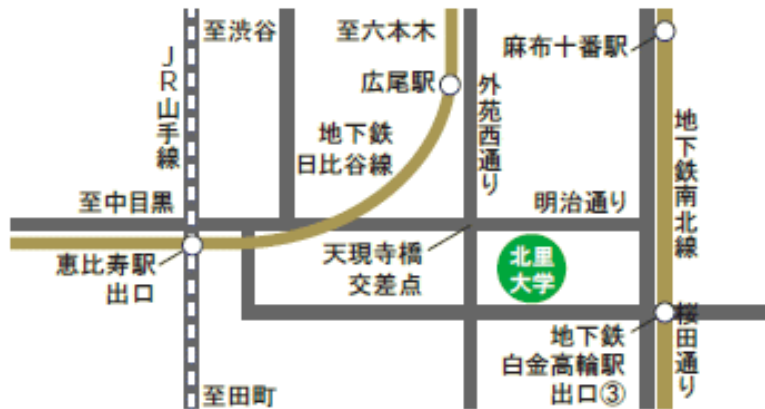 至渋谷
至六本木
麻布十番駅
JR山手線
広尾駅
外苑西通り
地下鉄
日比谷線
地下鉄南北線
至中目黒
明治通り
恵比寿駅
出口
天現寺橋
交差点
北里
大学
桜田通り
地下鉄
白金高輪駅
出口③
至田町